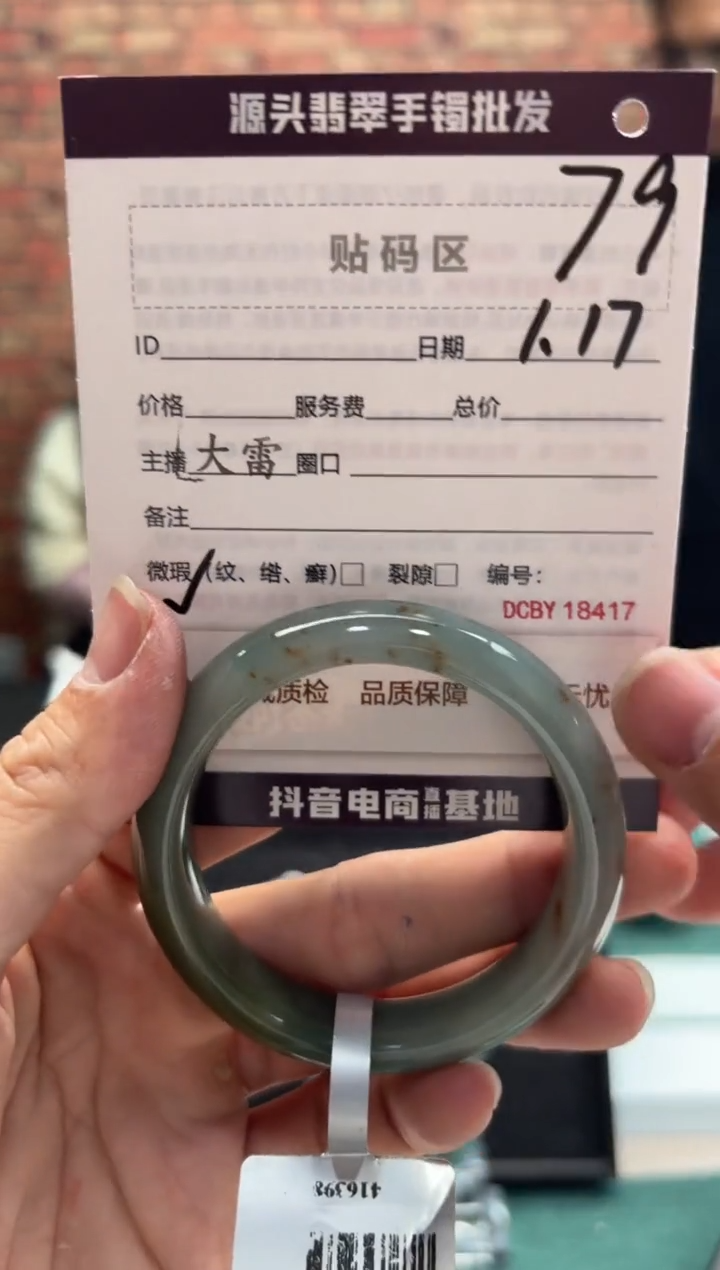 源头翡翠手镯批发
79
贴码区
ID 日期 1.17
价格 服务费 总价
主播 大雷 圈口
备注
微瑕(纹、绺、癣)□ 裂隙□ 编号:
✓
DCBY 18417
质检 品质保障 忧
抖音电商直播基地
416398